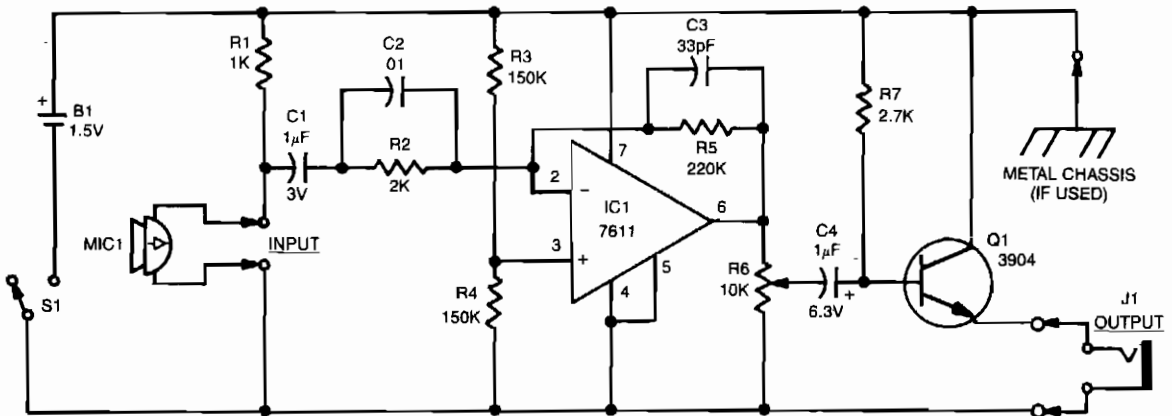 R1
1K
C2
01
R3
150K
C3
33pF
R7
2.7K
+
B1
1.5V
C1
1μF
3V
R2
2K
R5
220K
7
METAL CHASSIS
(IF USED)
2
−
IC1
7611
6
3
+
5
4
MIC1
INPUT
S1
R4
150K
R6
10K
C4
1μF
-
+
6.3V
Q1
3904
J1
OUTPUT